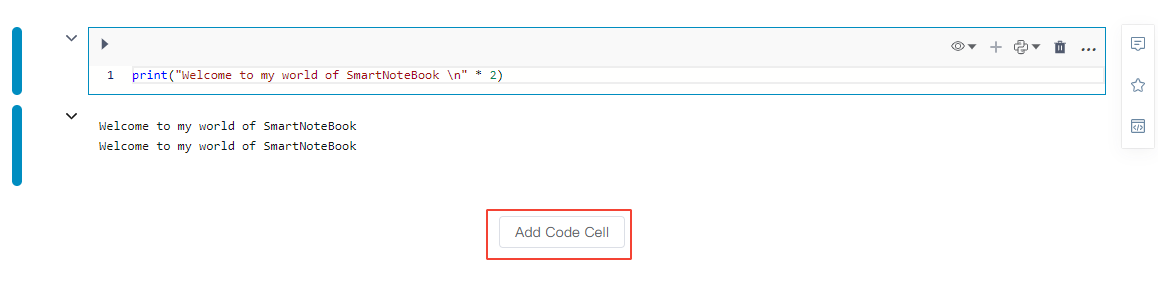 1 print("Welcome to my world of SmartNoteBook \n" * 2)
Welcome to my world of SmartNoteBook
Welcome to my world of SmartNoteBook
Add Code Cell